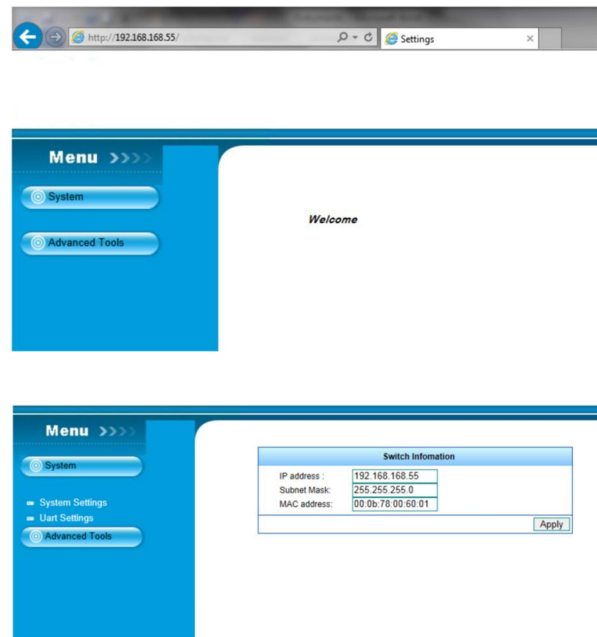 http://192.168.168.55/
Settings
Menu >>>>
System
Advanced Tools
Welcome
Menu >>>>
System
System Settings
Uart Settings
Advanced Tools
Switch Infomation
IP address : 192.168.168.55
Subnet Mask: 255.255.255.0
MAC address: 00:0b:78:00:60:01
Apply